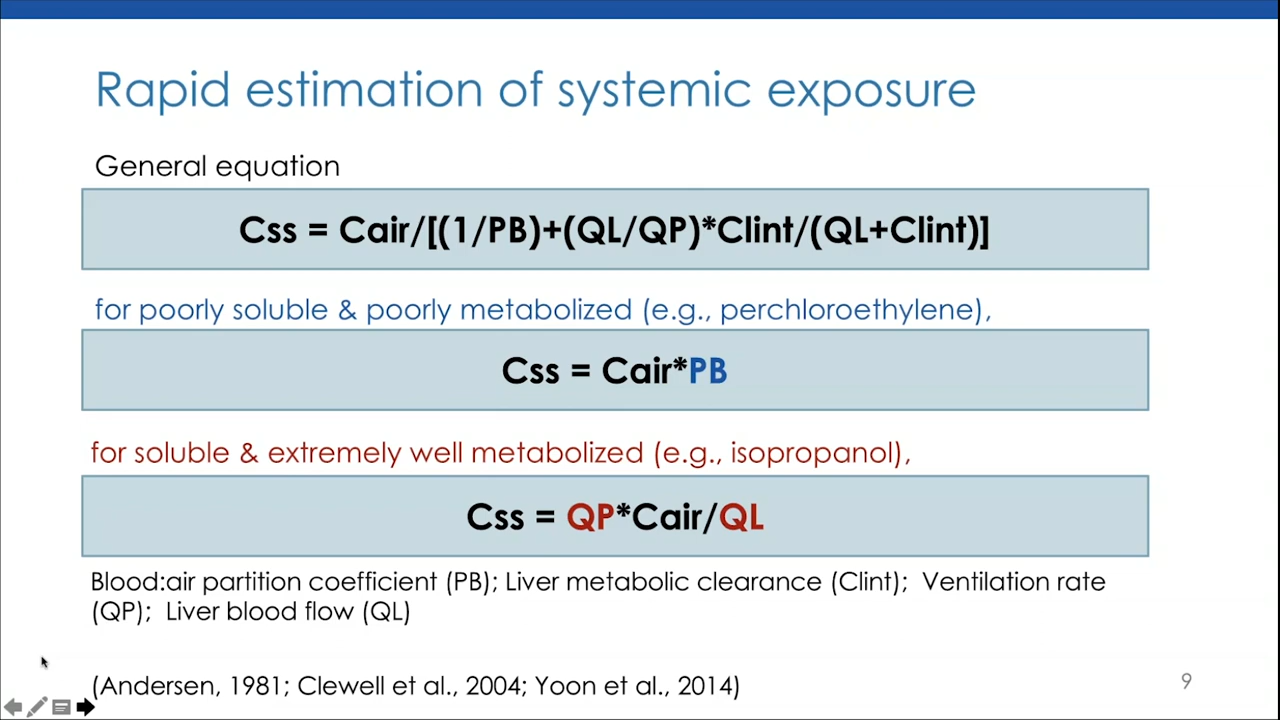 Rapid estimation of systemic exposure
General equation
Css = Cair/[(1/PB)+(QL/QP)*Clint/(QL+Clint)]
for poorly soluble & poorly metabolized (e.g., perchloroethylene),
Css = Cair*PB
for soluble & extremely well metabolized (e.g., isopropanol),
Css = QP*Cair/QL
Blood:air partition coefficient (PB); Liver metabolic clearance (Clint);  Ventilation rate
(QP);  Liver blood flow (QL)
(Andersen, 1981; Clewell et al., 2004; Yoon et al., 2014)
9